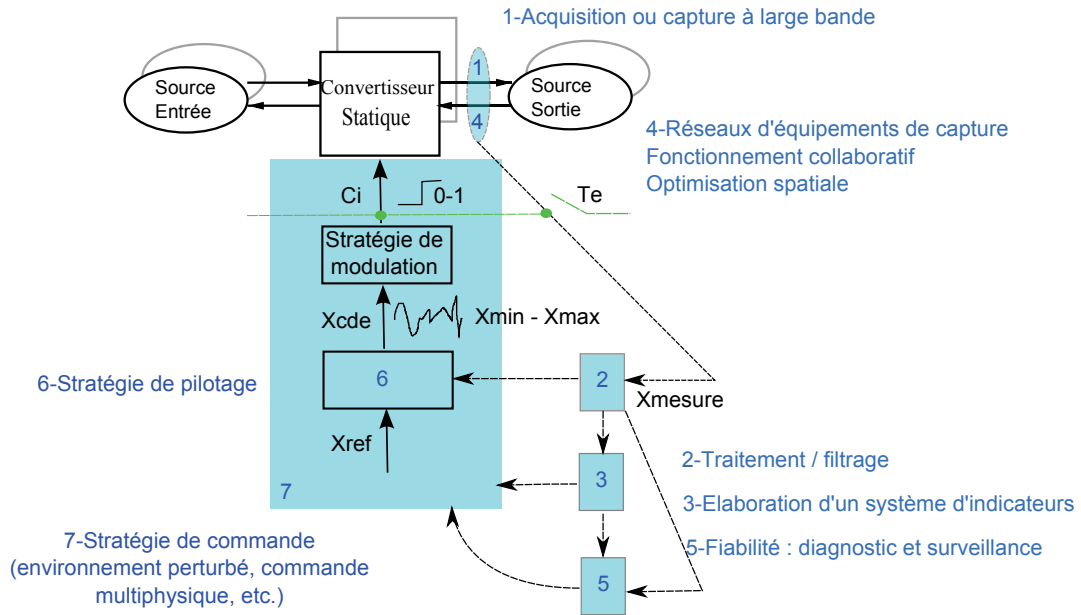 1-Acquisition ou capture à large bande
Source
Entrée
Convertisseur
Statique
1
4
Source
Sortie
4-Réseaux d'équipements de capture
Fonctionnement collaboratif
Optimisation spatiale
Ci
0-1
Te
Stratégie de
modulation
Xcde
Xmin - Xmax
6-Stratégie de pilotage
6
2
Xmesure
Xref
2-Traitement / filtrage
3
7
3-Elaboration d'un système d'indicateurs
7-Stratégie de commande
(environnement perturbé, commande
multiphysique, etc.)
5-Fiabilité : diagnostic et surveillance
5